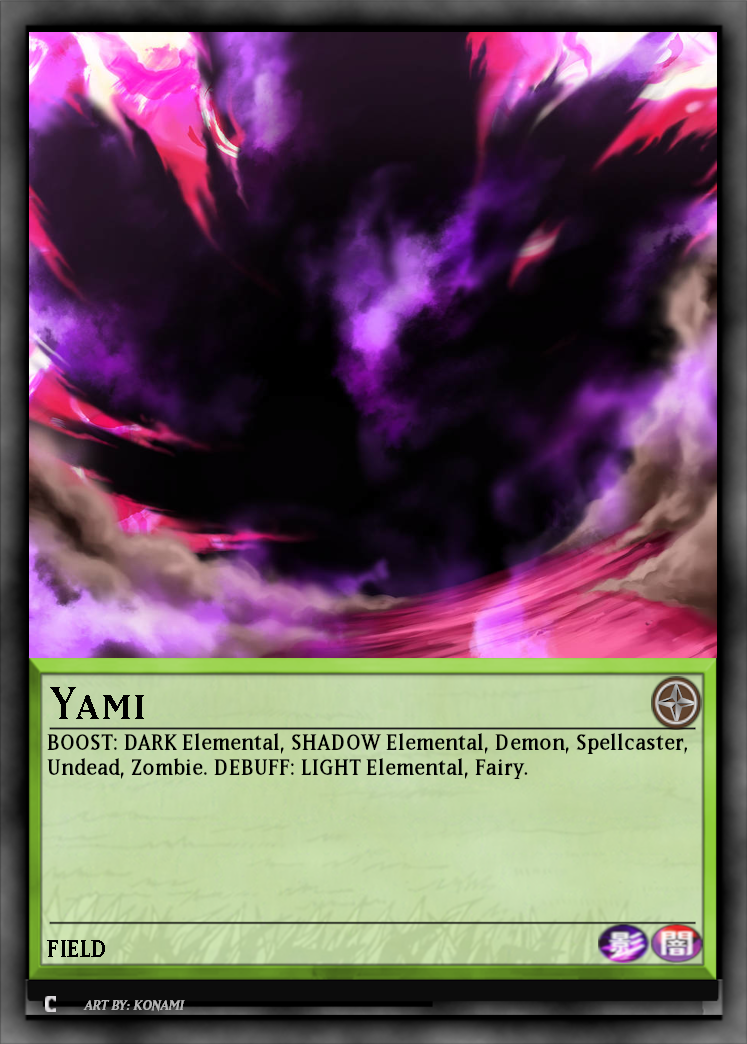 Yami
BOOST: DARK Elemental, SHADOW Elemental, Demon, Spellcaster,
Undead, Zombie. DEBUFF: LIGHT Elemental, Fairy.
FIELD
影 闇
C ART BY: KONAMI